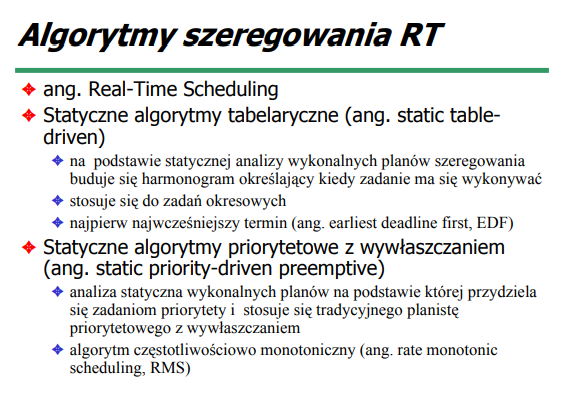 Algorytmy szeregowania RT
ang. Real-Time Scheduling
Statyczne algorytmy tabelaryczne (ang. static table-
driven)
na podstawie statycznej analizy wykonalnych planów szeregowania
buduje się harmonogram określający kiedy zadanie ma się wykonywać
stosuje się do zadań okresowych
najpierw najwcześniejszy termin (ang. earliest deadline first, EDF)
Statyczne algorytmy priorytetowe z wywłaszczaniem
(ang. static priority-driven preemptive)
analiza statyczna wykonalnych planów na podstawie której przydziela
się zadaniom priorytety i stosuje się tradycyjnego planistę
priorytetowego z wywłaszczaniem
algorytm częstotliwościowo monotoniczny (ang. rate monotonic
scheduling, RMS)